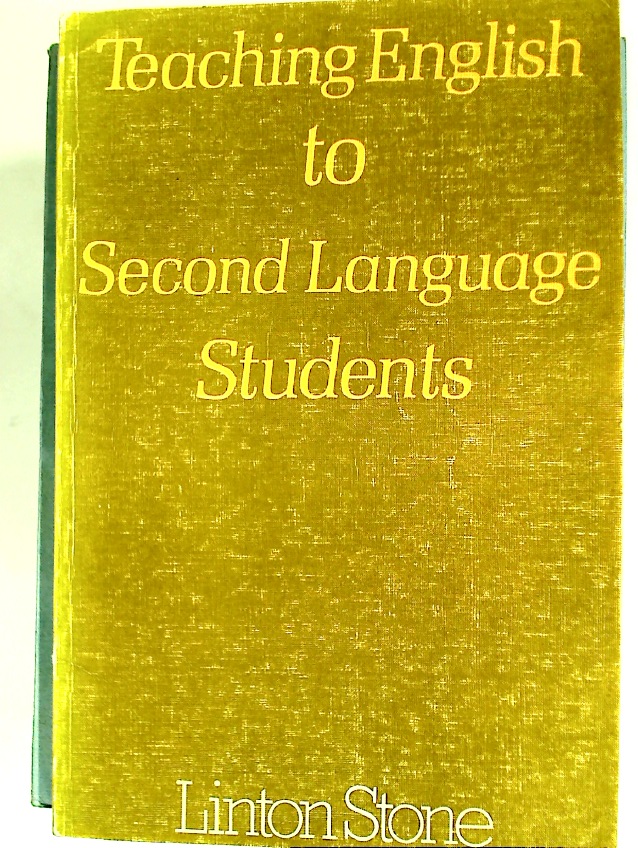 Teaching English
to
Second Language
Students
Linton Stone